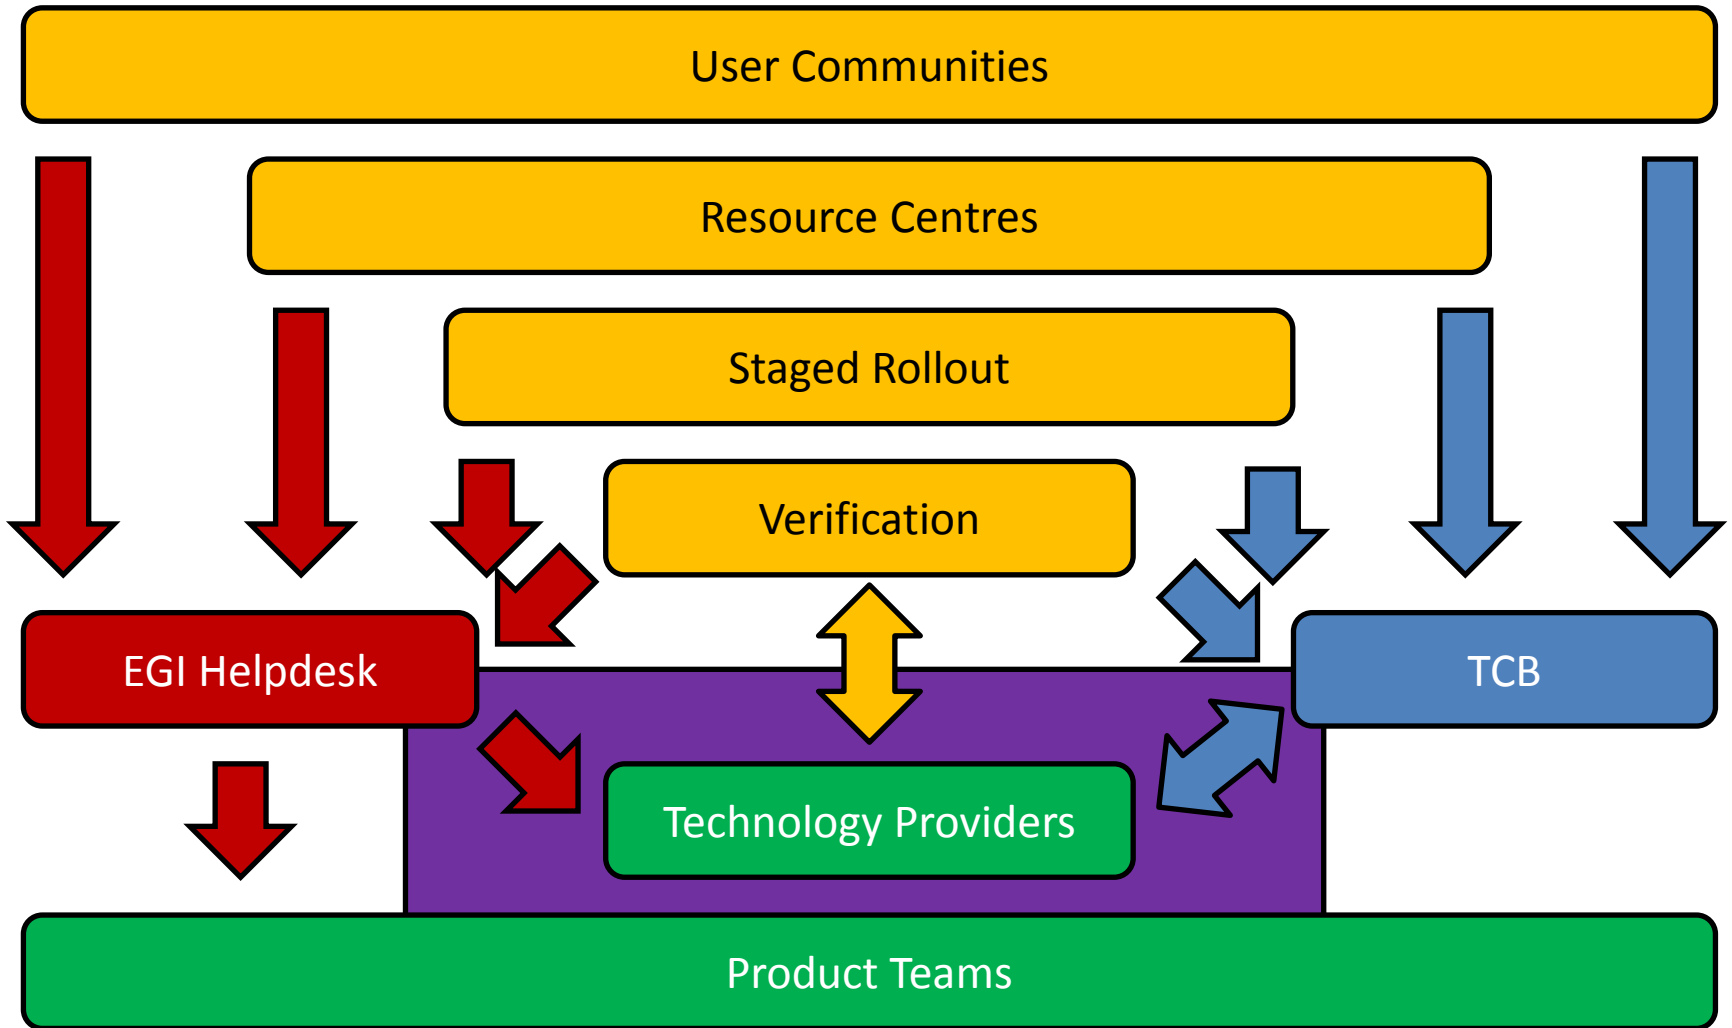 User Communities
Resource Centres
Staged Rollout
Verification
EGI Helpdesk
TCB
Technology Providers
Product Teams